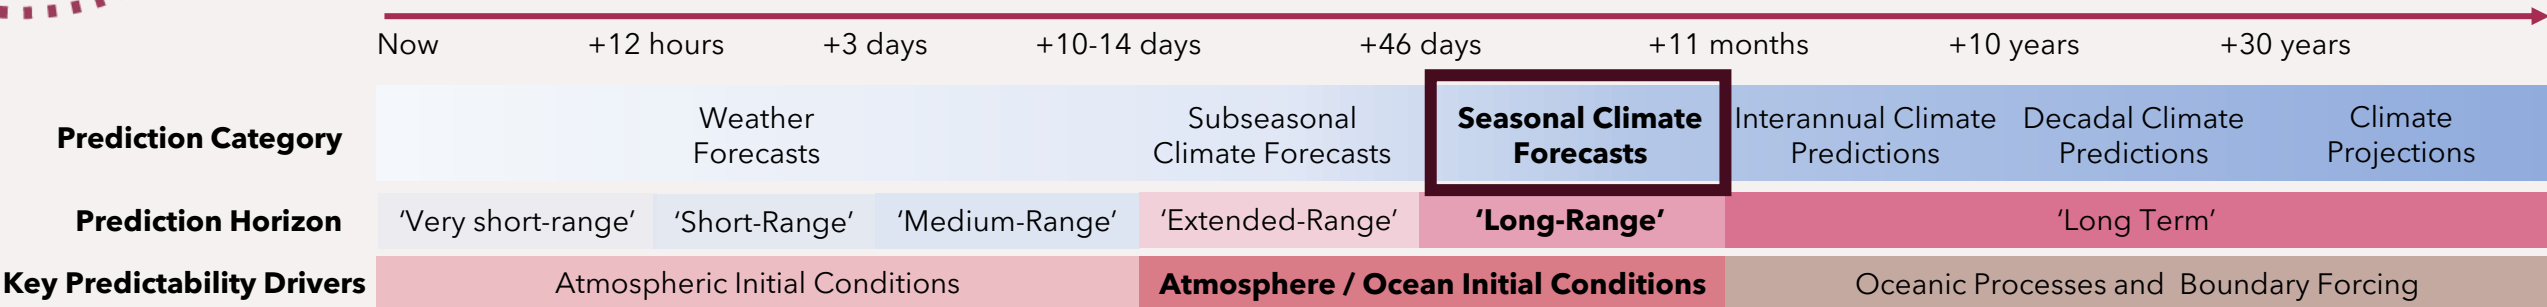 Now +12 hours +3 days +10-14 days +46 days +11 months +10 years +30 years
Prediction Category
Weather
Forecasts
Subseasonal
Climate Forecasts
Seasonal Climate
Forecasts
Interannual Climate
Predictions
Decadal Climate
Predictions
Climate
Projections
Prediction Horizon ‘Very short-range’ ‘Short-Range’ ‘Medium-Range’ ‘Extended-Range’ ‘Long-Range’ ‘Long Term’
Key Predictability Drivers Atmospheric Initial Conditions Atmosphere / Ocean Initial Conditions Oceanic Processes and Boundary Forcing